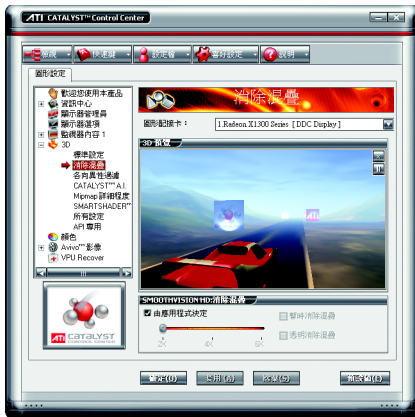 ATI CATALYST™ Control Center
檢視
快速鍵
設定檔
喜好設定
說明
圖形設定
歡迎您使用本產品
資訊中心
顯示器管理員
顯示器選項
監視器內容 1
3D
標準設定
消除混疊
各向異性過濾
CATALYST™ A.I.
Mipmap 詳細程度
SMARTSHADER™
所有設定
API 專用
顏色
Avivo™ 影像
VPU Recover
ATI CATALYST
CONTROL CENTER
消除混疊
圖形配接卡：
1.Radeon X1300 Series [ DDC Display ]
3D 預覽
ATI
SMOOTHVISION HD:消除混疊
由應用程式決定
暫時消除混疊
透明消除混疊
2X 4X 6X
確定(O)
套用(A)
預設值(D)